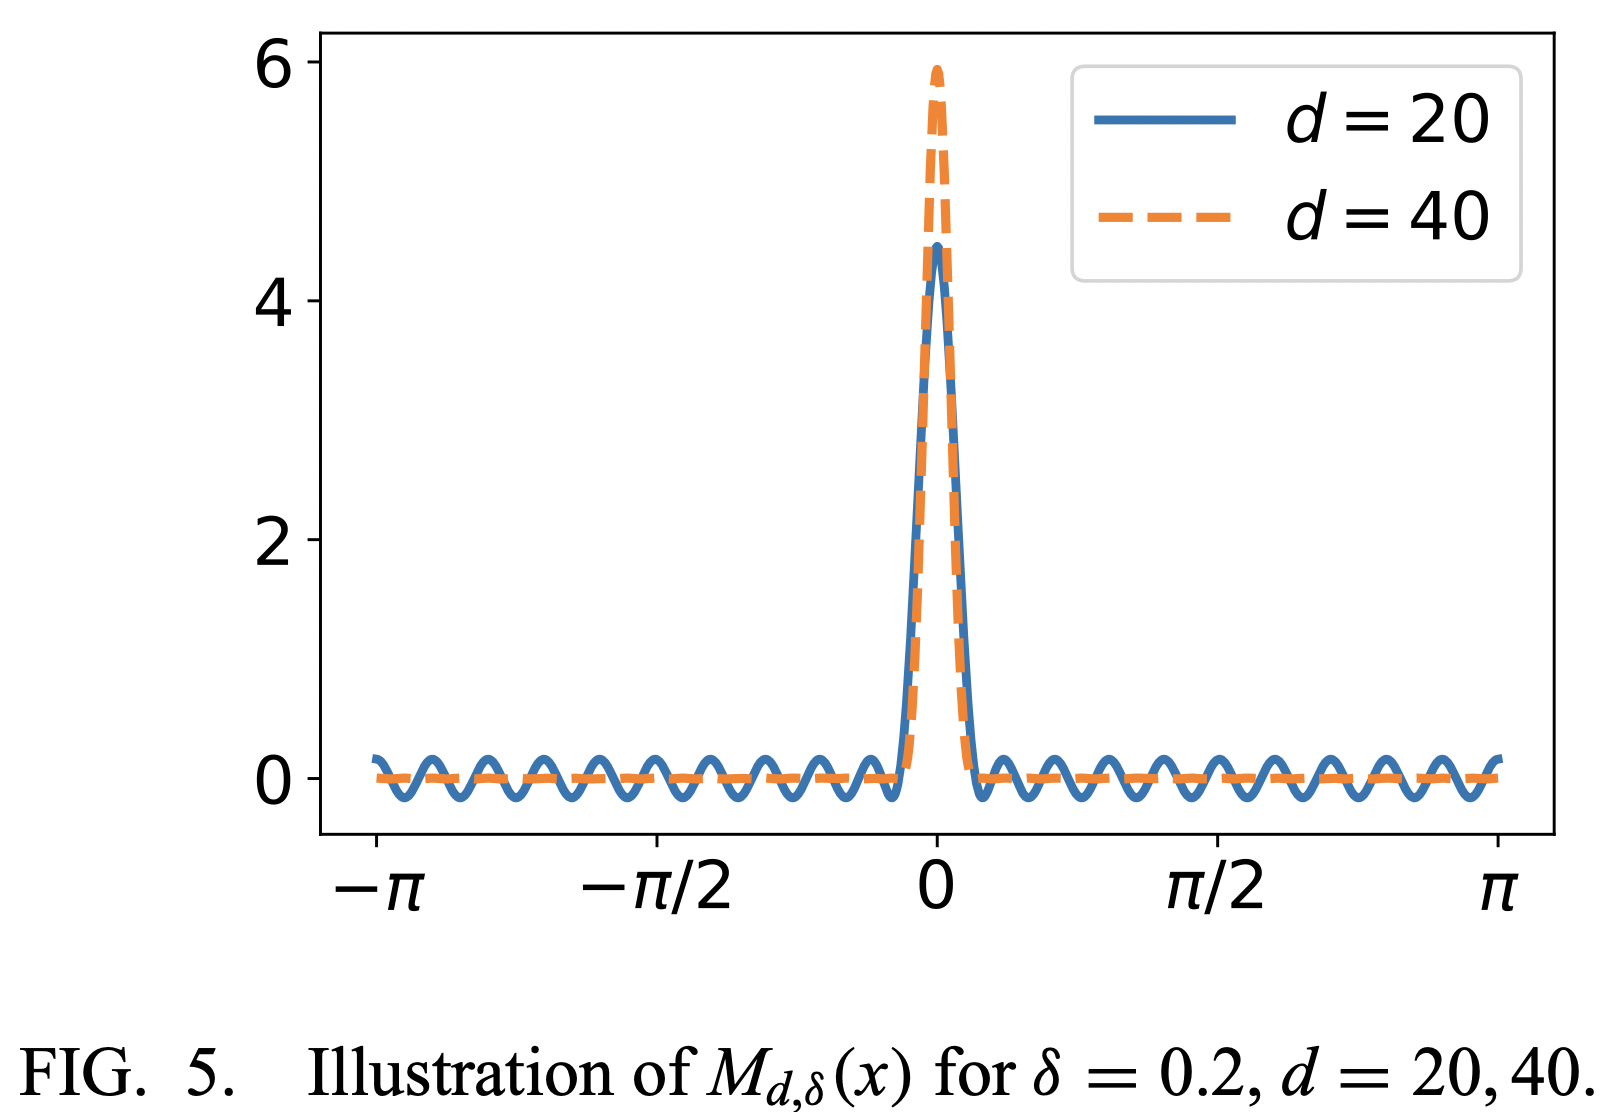 6
d = 20
d = 40
4
2
0
−π −π/2 0 π/2 π
FIG. 5. Illustration of M_{d,δ}(x) for δ = 0.2, d = 20, 40.